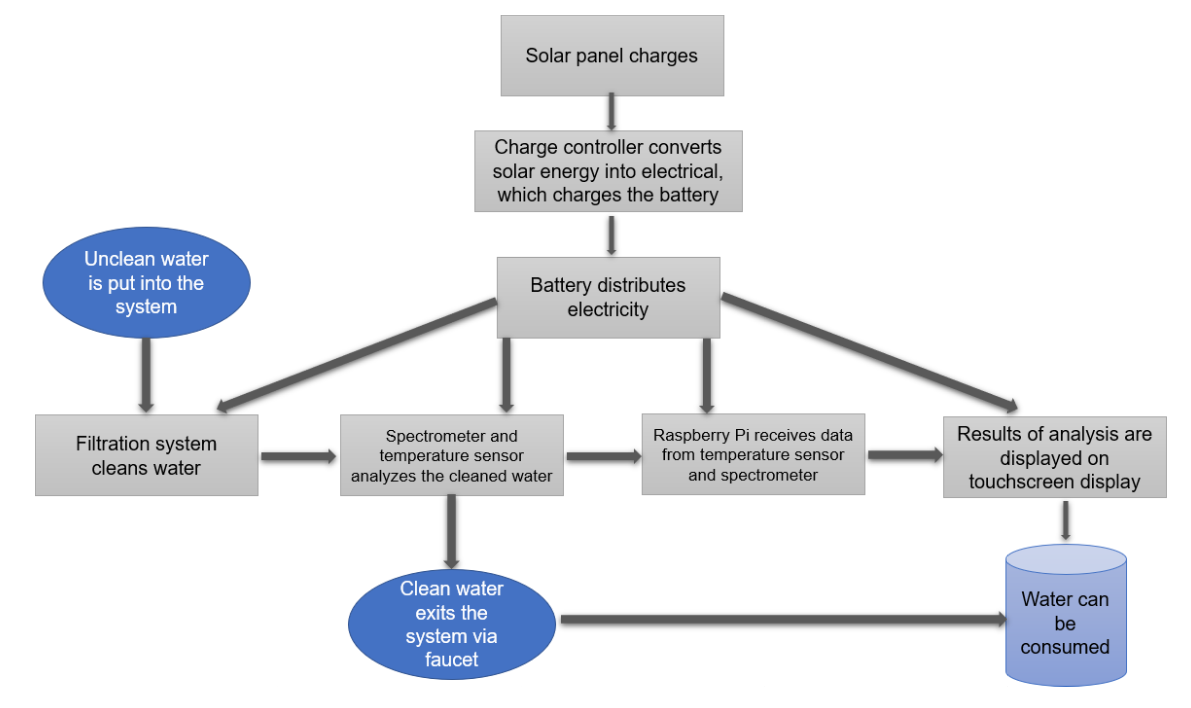 Solar panel charges
Charge controller converts
solar energy into electrical,
which charges the battery
Unclean water
is put into the
system
Battery distributes
electricity
Filtration system
cleans water
Spectrometer and
temperature sensor
analyzes the cleaned water
Raspberry Pi receives data
from temperature sensor
and spectrometer
Results of analysis are
displayed on
touchscreen display
Clean water
exits the
system via
faucet
Water can
be
consumed